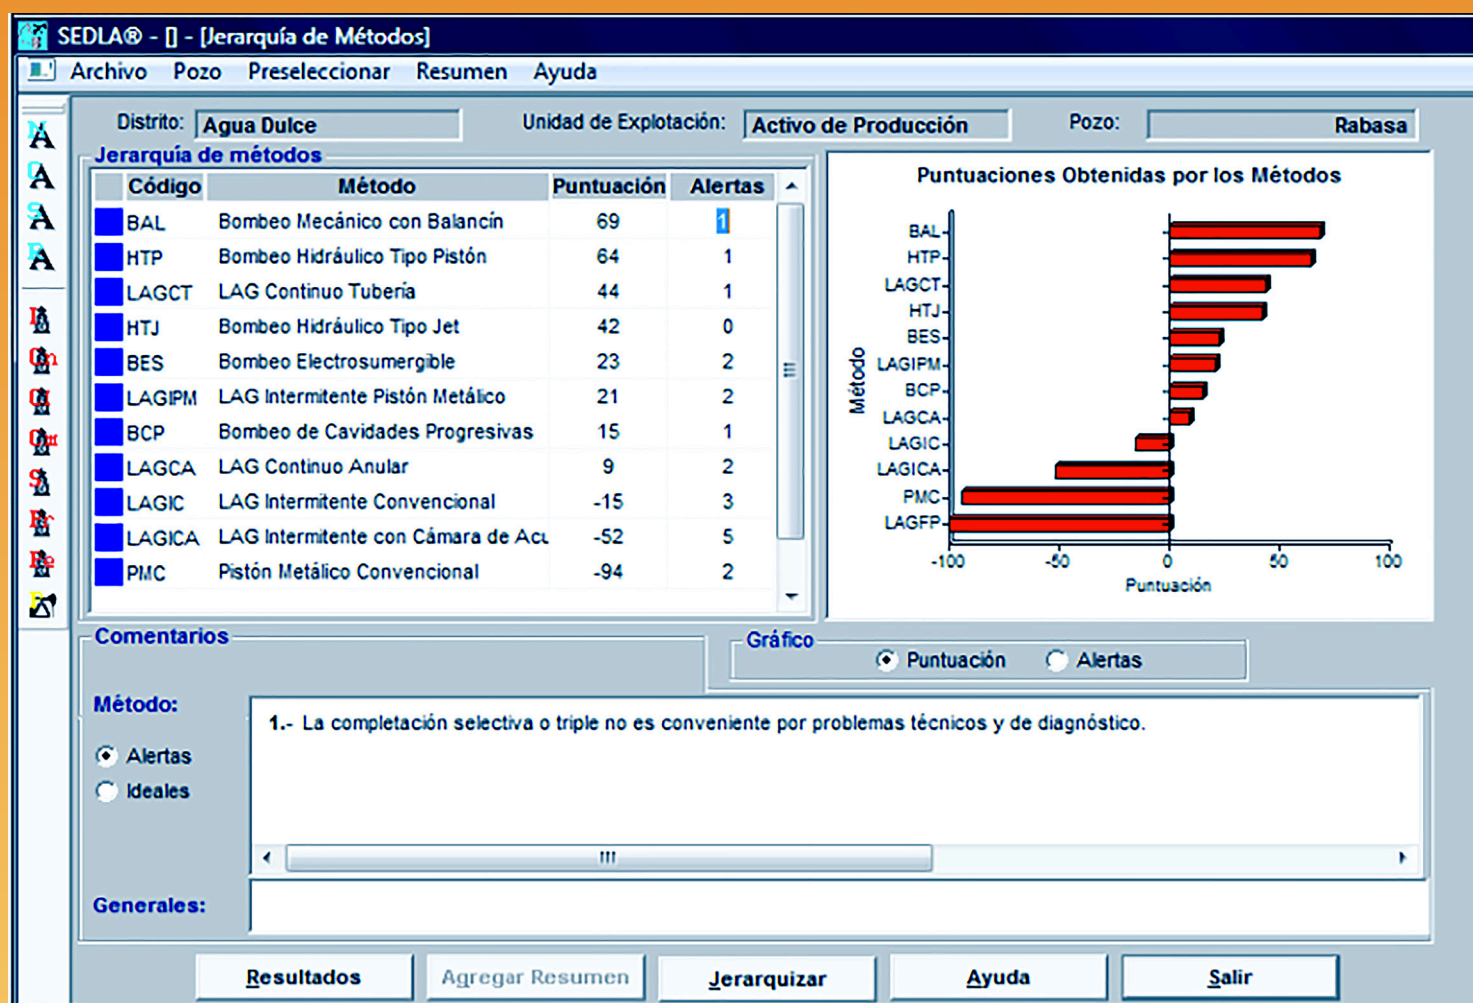 SEDLA® - [] - [Jerarquía de Métodos]
Archivo Pozo Preseleccionar Resumen Ayuda
Distrito: Agua Dulce Unidad de Explotación: Activo de Producción Pozo: Rabasa
Jerarquía de métodos
Código Método Puntuación Alertas
BAL Bombeo Mecánico con Balancín 69 1
HTP Bombeo Hidráulico Tipo Pistón 64 1
LAGCT LAG Continuo Tubería 44 1
HTJ Bombeo Hidráulico Tipo Jet 42 0
BES Bombeo Electrosumergible 23 2
LAGIPM LAG Intermitente Pistón Metálico 21 2
BCP Bombeo de Cavidades Progresivas 15 1
LAGCA LAG Continuo Anular 9 2
LAGIC LAG Intermitente Convencional -15 3
LAGICA LAG Intermitente con Cámara de Acu -52 5
PMC Pistón Metálico Convencional -94 2
Puntuaciones Obtenidas por los Métodos
Método
BAL
HTP
LAGCT
HTJ
BES
LAGIPM
BCP
LAGCA
LAGIC
LAGICA
PMC
LAGFP
-100 -50 0 50 100
Puntuación
Comentarios
Gráfico
Puntuación Alertas
Método:
Alertas
Ideales
1.- La completación selectiva o triple no es conveniente por problemas técnicos y de diagnóstico.
Generales:
Resultados Agregar Resumen Jerarquizar Ayuda Salir